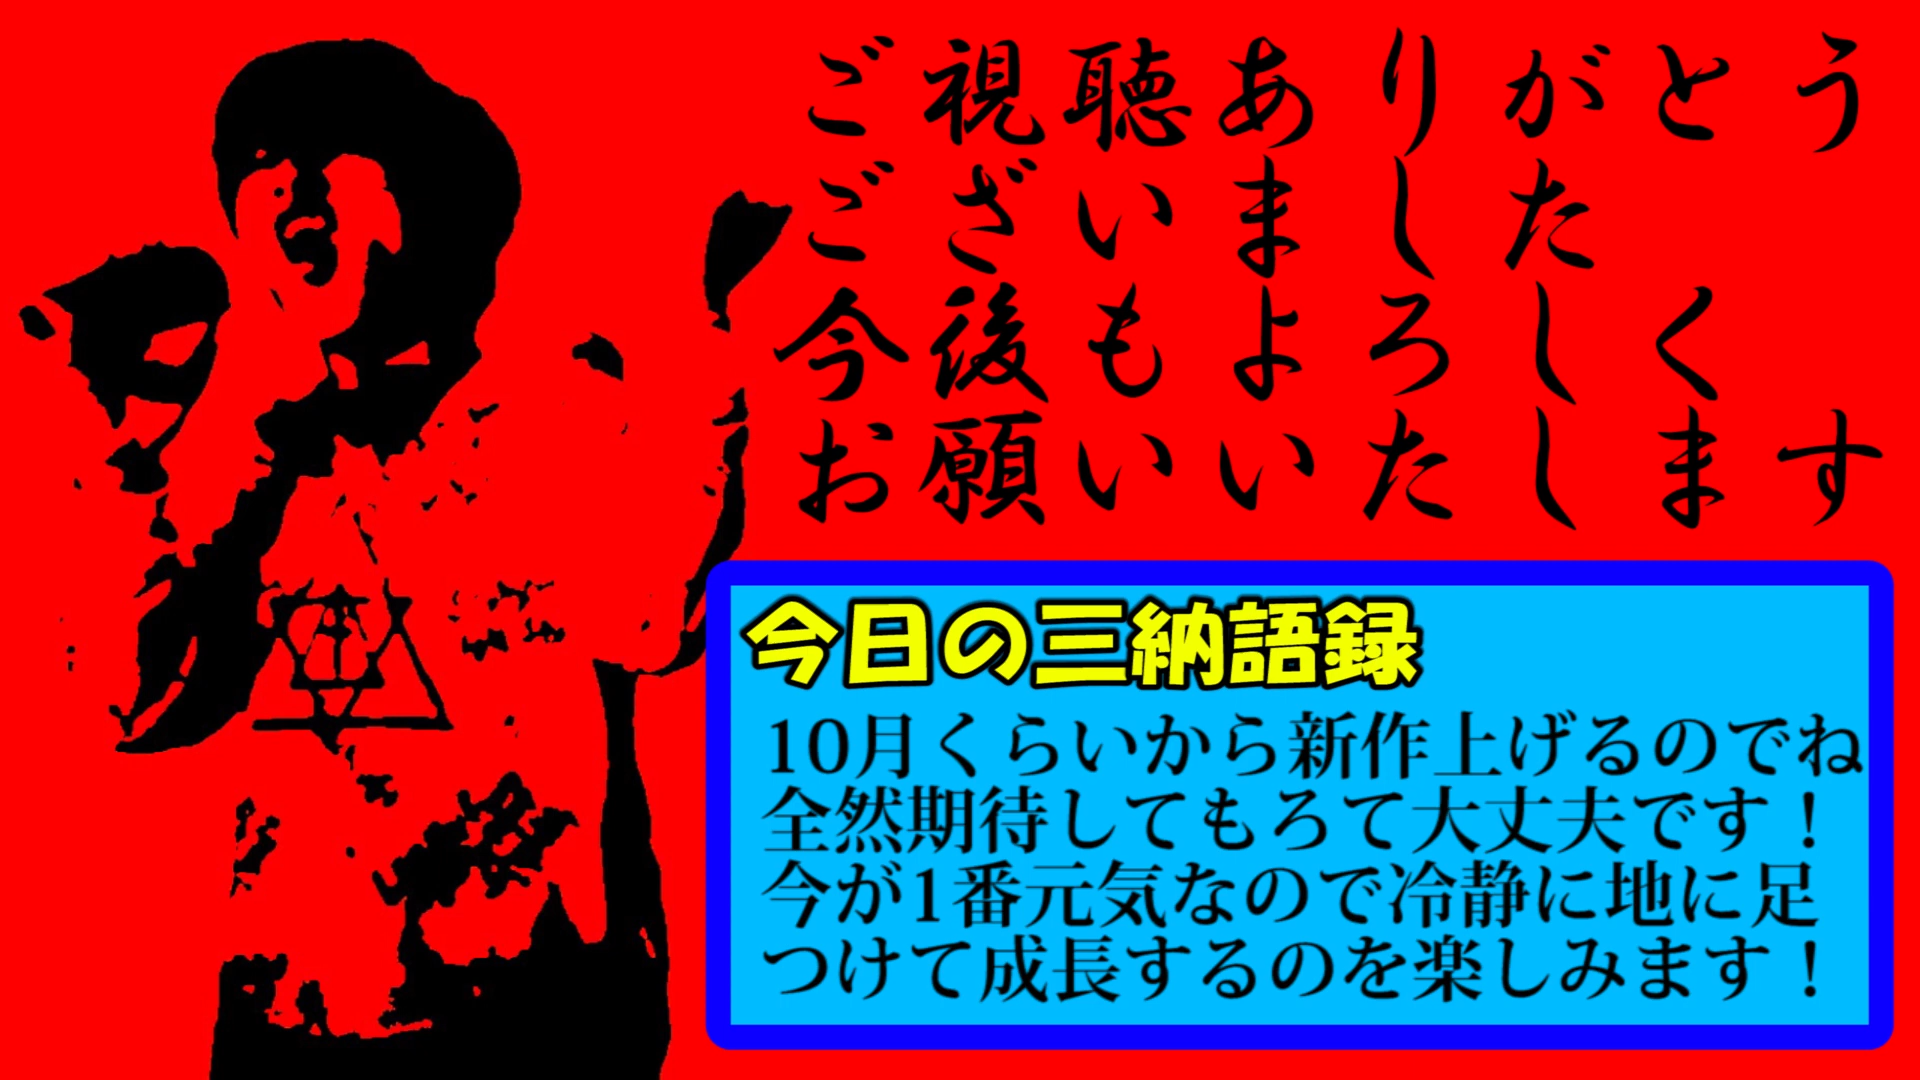 ご視聴ありがとう
ございました
今後もよろしく
お願いいたします
今日の三納語録
10月くらいから新作上げるのでね
全然期待してもろて大丈夫です！
今が1番元気なので冷静に地に足
つけて成長するのを楽しみます！